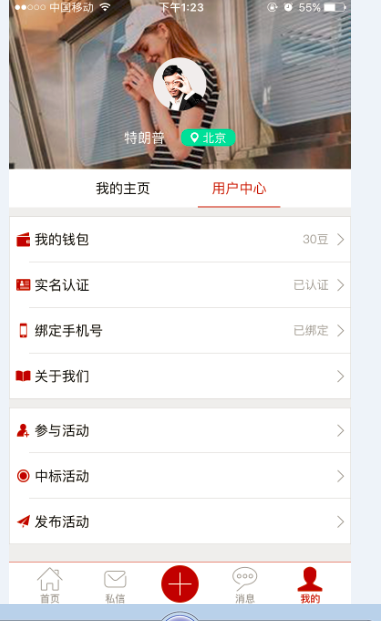 中国移动 下午1:23 55%
特朗普 北京
我的主页 用户中心
我的钱包 30豆
实名认证 已认证
绑定手机号 已绑定
关于我们
参与活动
中标活动
发布活动
首页 私信 消息 我的